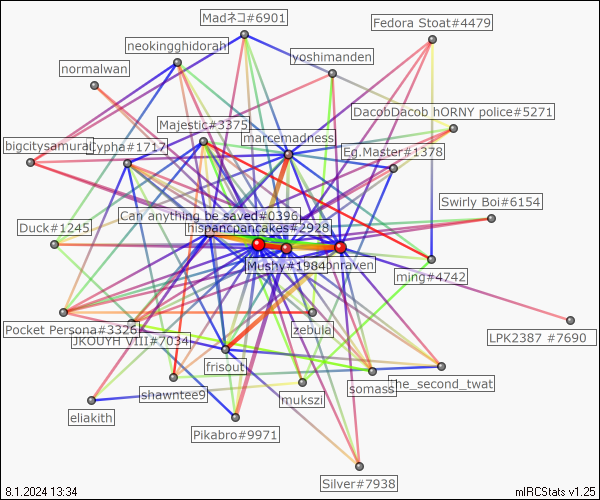 Madネコ#6901
Fedora Stoat#4479
neokingghidorah
yoshimanden
normalwan
DacobDacob hORNY police#5271
Majestic#3375
marcemadness
bigcitysamurai
Cypha#1717
Eg.Master#1378
Swirly Boi#6154
Can anything be saved#0396
Duck#1245
hispancpancakes#2928
Mushy#1984
onraven
ming#4742
Pocket Persona#3326
zebula
LPK2387 #7690
JKOUYH VIII#7034
frisout
shawntee9
somass
the_second_twat
mukszi
eliakith
Pikabro#9971
Silver#7938
8.1.2024 13:34
mIRCStats v1.25